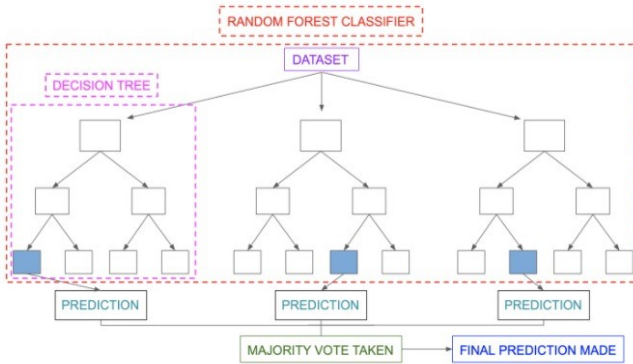 RANDOM FOREST CLASSIFIER
DATASET
DECISION TREE
PREDICTION
PREDICTION
PREDICTION
MAJORITY VOTE TAKEN
FINAL PREDICTION MADE